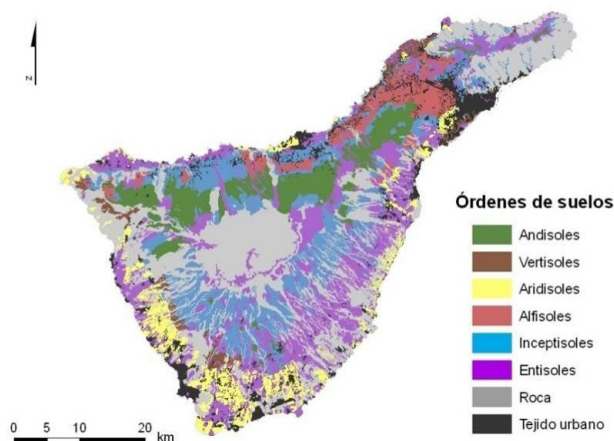 N
Órdenes de suelos
Andisoles
Vertisoles
Aridisoles
Alfisoles
Inceptisoles
Entisoles
Roca
Tejido urbano
0 5 10 20
km